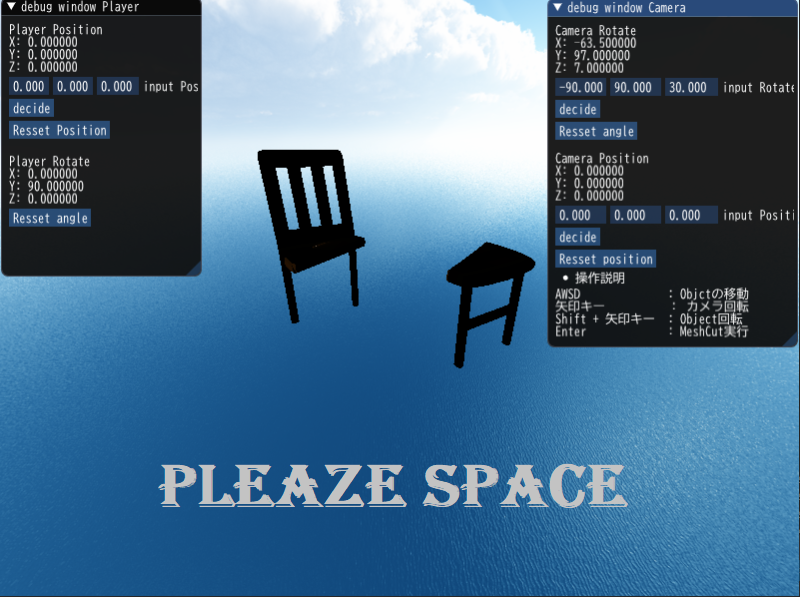 debug window Player
Player Position
X: 0.000000
Y: 0.000000
Z: 0.000000
0.000 0.000 0.000 input Pos
decide
Resset Position
Player Rotate
X: 0.000000
Y: 90.000000
Z: 0.000000
Resset angle
debug window Camera
Camera Rotate
X: -63.500000
Y: 97.000000
Z: 7.000000
-90.000 90.000 30.000 input Rotate
decide
Resset angle
Camera Position
X: 0.000000
Y: 0.000000
Z: 0.000000
0.000 0.000 0.000 input Positi
decide
Resset position
• 操作説明
AWSD : Objctの移動
矢印キー : カメラ回転
Shift + 矢印キー : Object回転
Enter : MeshCut実行
PLEAZE SPACE